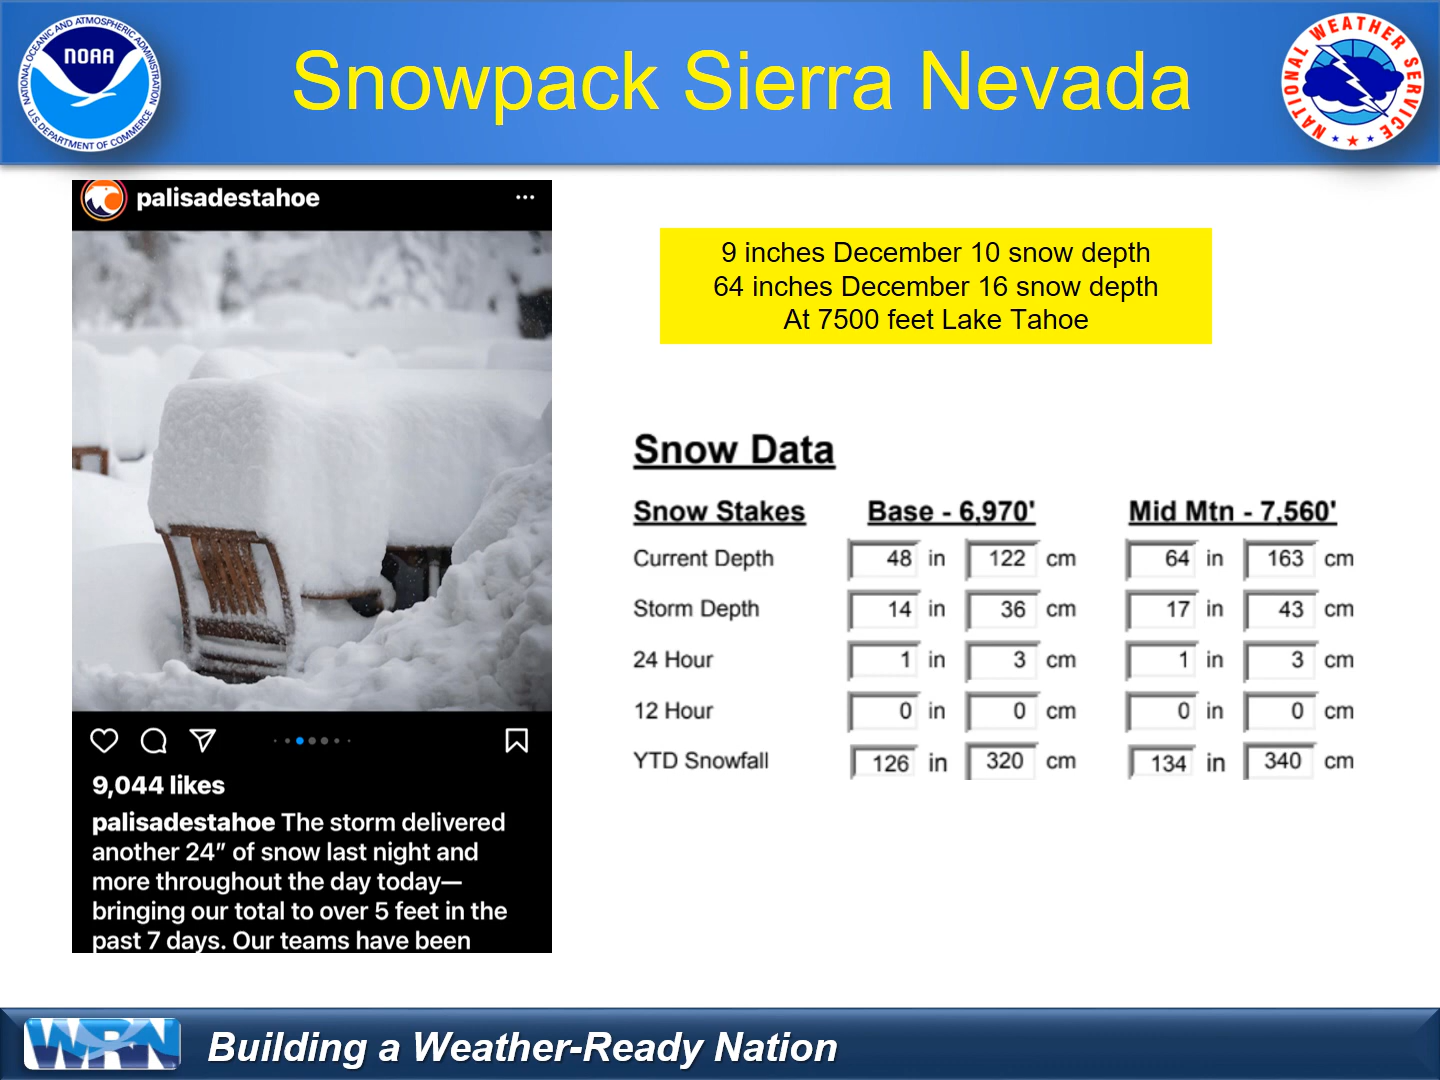 NATIONAL OCEANIC AND ATMOSPHERIC ADMINISTRATION
NOAA
U.S. DEPARTMENT OF COMMERCE
Snowpack Sierra Nevada
NATIONAL WEATHER SERVICE
palisadestahoe
9 inches December 10 snow depth
64 inches December 16 snow depth
At 7500 feet Lake Tahoe
9,044 likes
palisadestahoe The storm delivered
another 24” of snow last night and
more throughout the day today—
bringing our total to over 5 feet in the
past 7 days. Our teams have been
Snow Data
Snow Stakes Base - 6,970' Mid Mtn - 7,560'
Current Depth 48 in 122 cm 64 in 163 cm
Storm Depth 14 in 36 cm 17 in 43 cm
24 Hour 1 in 3 cm 1 in 3 cm
12 Hour 0 in 0 cm 0 in 0 cm
YTD Snowfall 126 in 320 cm 134 in 340 cm
WRN
Building a Weather-Ready Nation